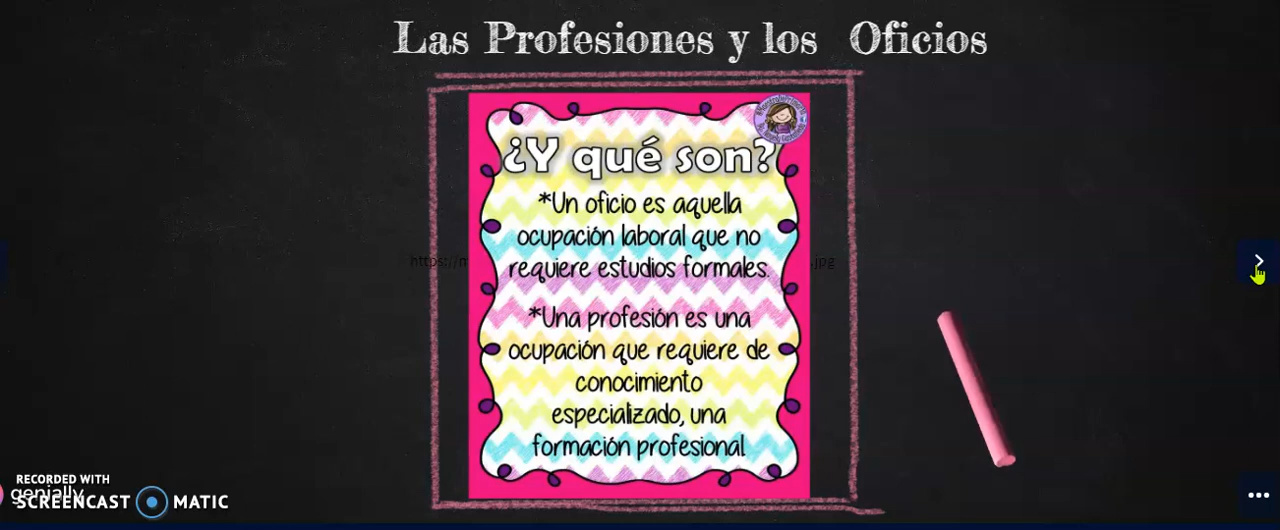 Las Profesiones y los Oficios
¿Y qué son?
*Un oficio es aquella
ocupación laboral que no
requiere estudios formales.
*Una profesión es una
ocupación que requiere de
conocimiento
especializado, una
formación profesional.
RECORDED WITH
genially
SCREENCAST MATIC